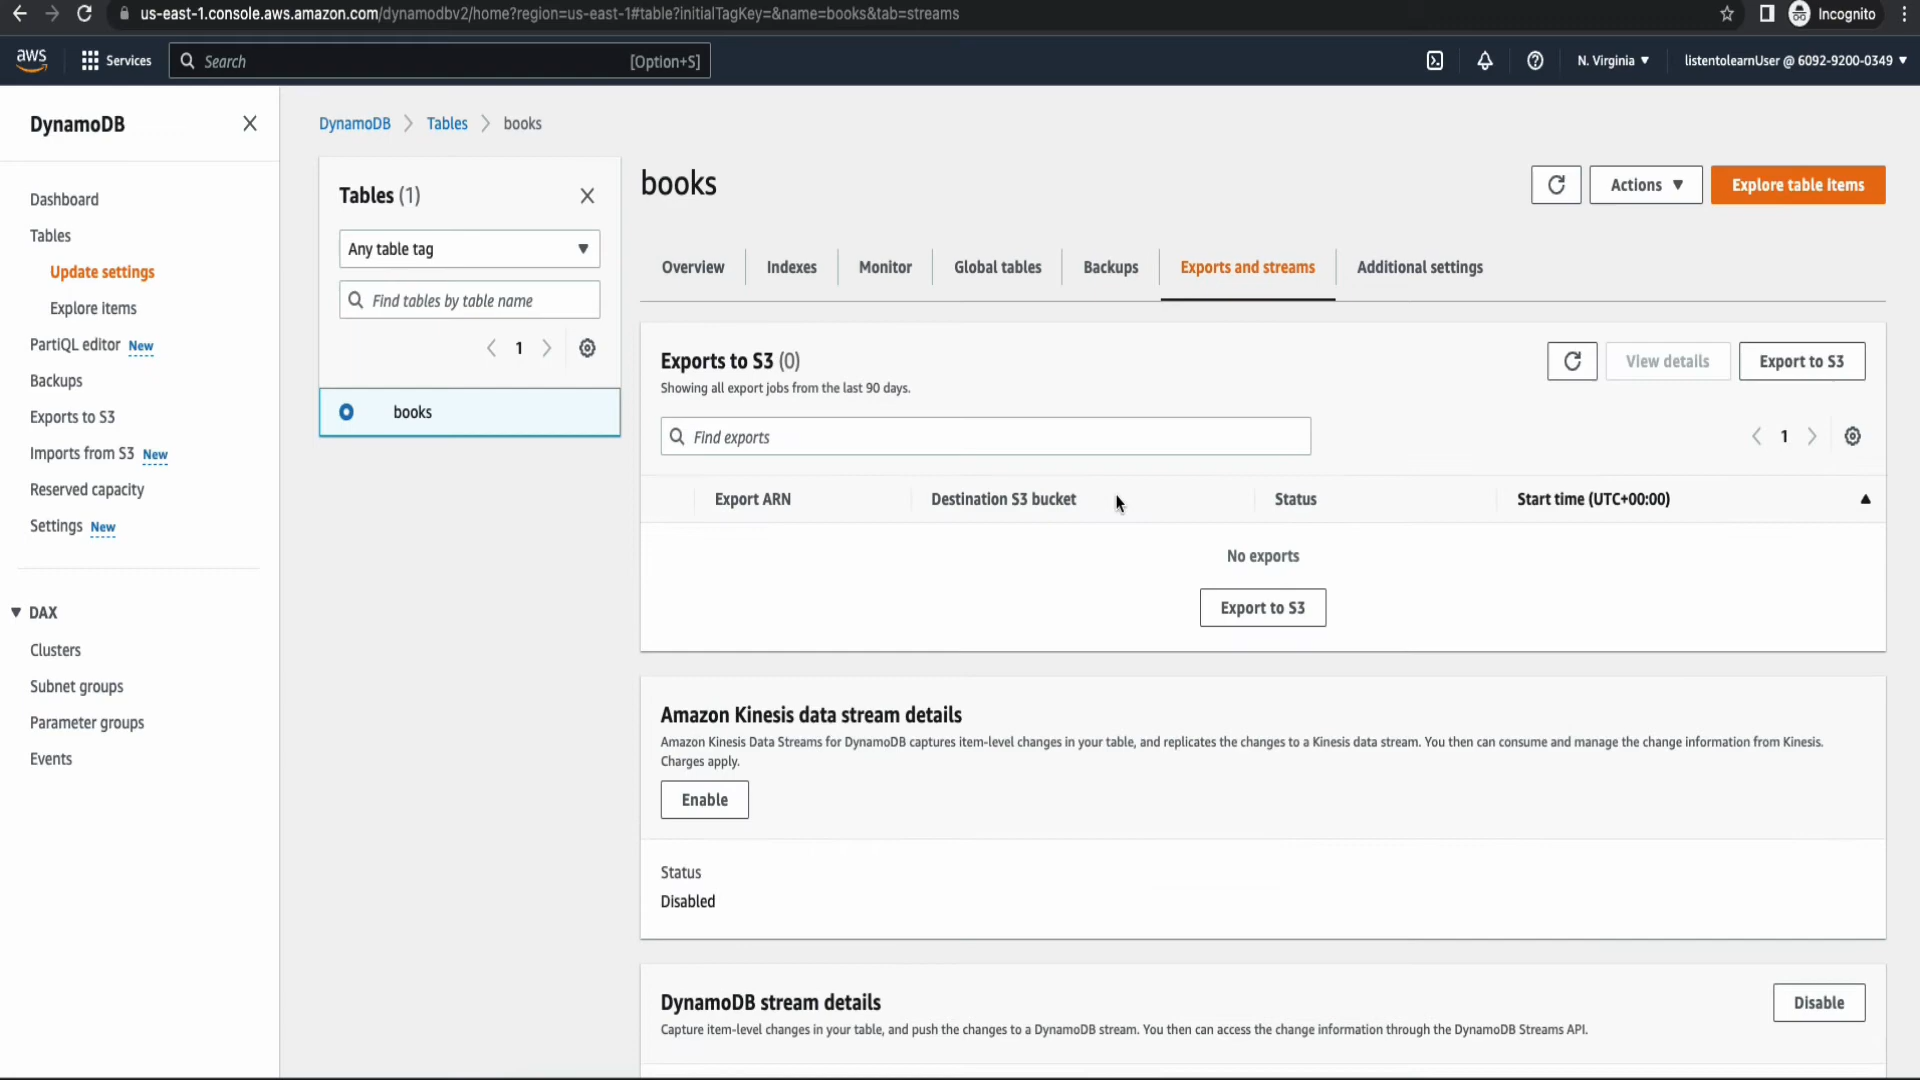 us-east-1.console.aws.amazon.com/dynamodbv2/home?region=us-east-1#table?initialTagKey=&name=books&tab=streams
Incognito
aws
Services
Search
[Option+S]
N. Virginia
listentolearnUser @ 6092-9200-0349
DynamoDB
Dashboard
Tables
Update settings
Explore items
PartiQL editor New
Backups
Exports to S3
Imports from S3 New
Reserved capacity
Settings New
DAX
Clusters
Subnet groups
Parameter groups
Events
DynamoDB
Tables
books
Tables (1)
Any table tag
Find tables by table name
1
books
books
Actions
Explore table items
Overview
Indexes
Monitor
Global tables
Backups
Exports and streams
Additional settings
Exports to S3 (0)
Showing all export jobs from the last 90 days.
View details
Export to S3
Find exports
1
Export ARN
Destination S3 bucket
Status
Start time (UTC+00:00)
No exports
Export to S3
Amazon Kinesis data stream details
Amazon Kinesis Data Streams for DynamoDB captures item-level changes in your table, and replicates the changes to a Kinesis data stream. You then can consume and manage the change information from Kinesis.
Charges apply.
Enable
Status
Disabled
DynamoDB stream details
Capture item-level changes in your table, and push the changes to a DynamoDB stream. You then can access the change information through the DynamoDB Streams API.
Disable